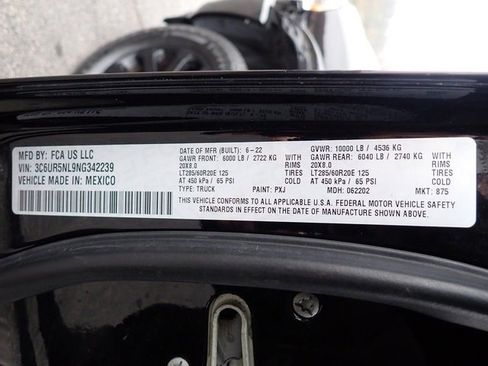 MFD BY: FCA US LLC
VIN: 3C6UR5NL9NG342239
VEHICLE MADE IN: MEXICO
DATE OF MFR (BUILT): 6-22
GAWR FRONT: 6000 LB / 2722 KG WITH
20X8.0 RIMS
LT285/60R20E 125 TIRES
AT 450 kPa / 65 PSI COLD
TYPE: TRUCK PAINT: PXJ
GVWR: 10000 LB / 4536 KG
GAWR REAR: 6040 LB / 2740 KG WITH
20X8.0 RIMS
LT285/60R20E 125 TIRES
AT 450 kPa / 65 PSI COLD
MDH: 062202 MKT: 875
THIS VEHICLE CONFORMS TO ALL APPLICABLE U.S.A. FEDERAL MOTOR VEHICLE SAFETY
STANDARDS IN EFFECT ON THE DATE OF MANUFACTURE SHOWN ABOVE.